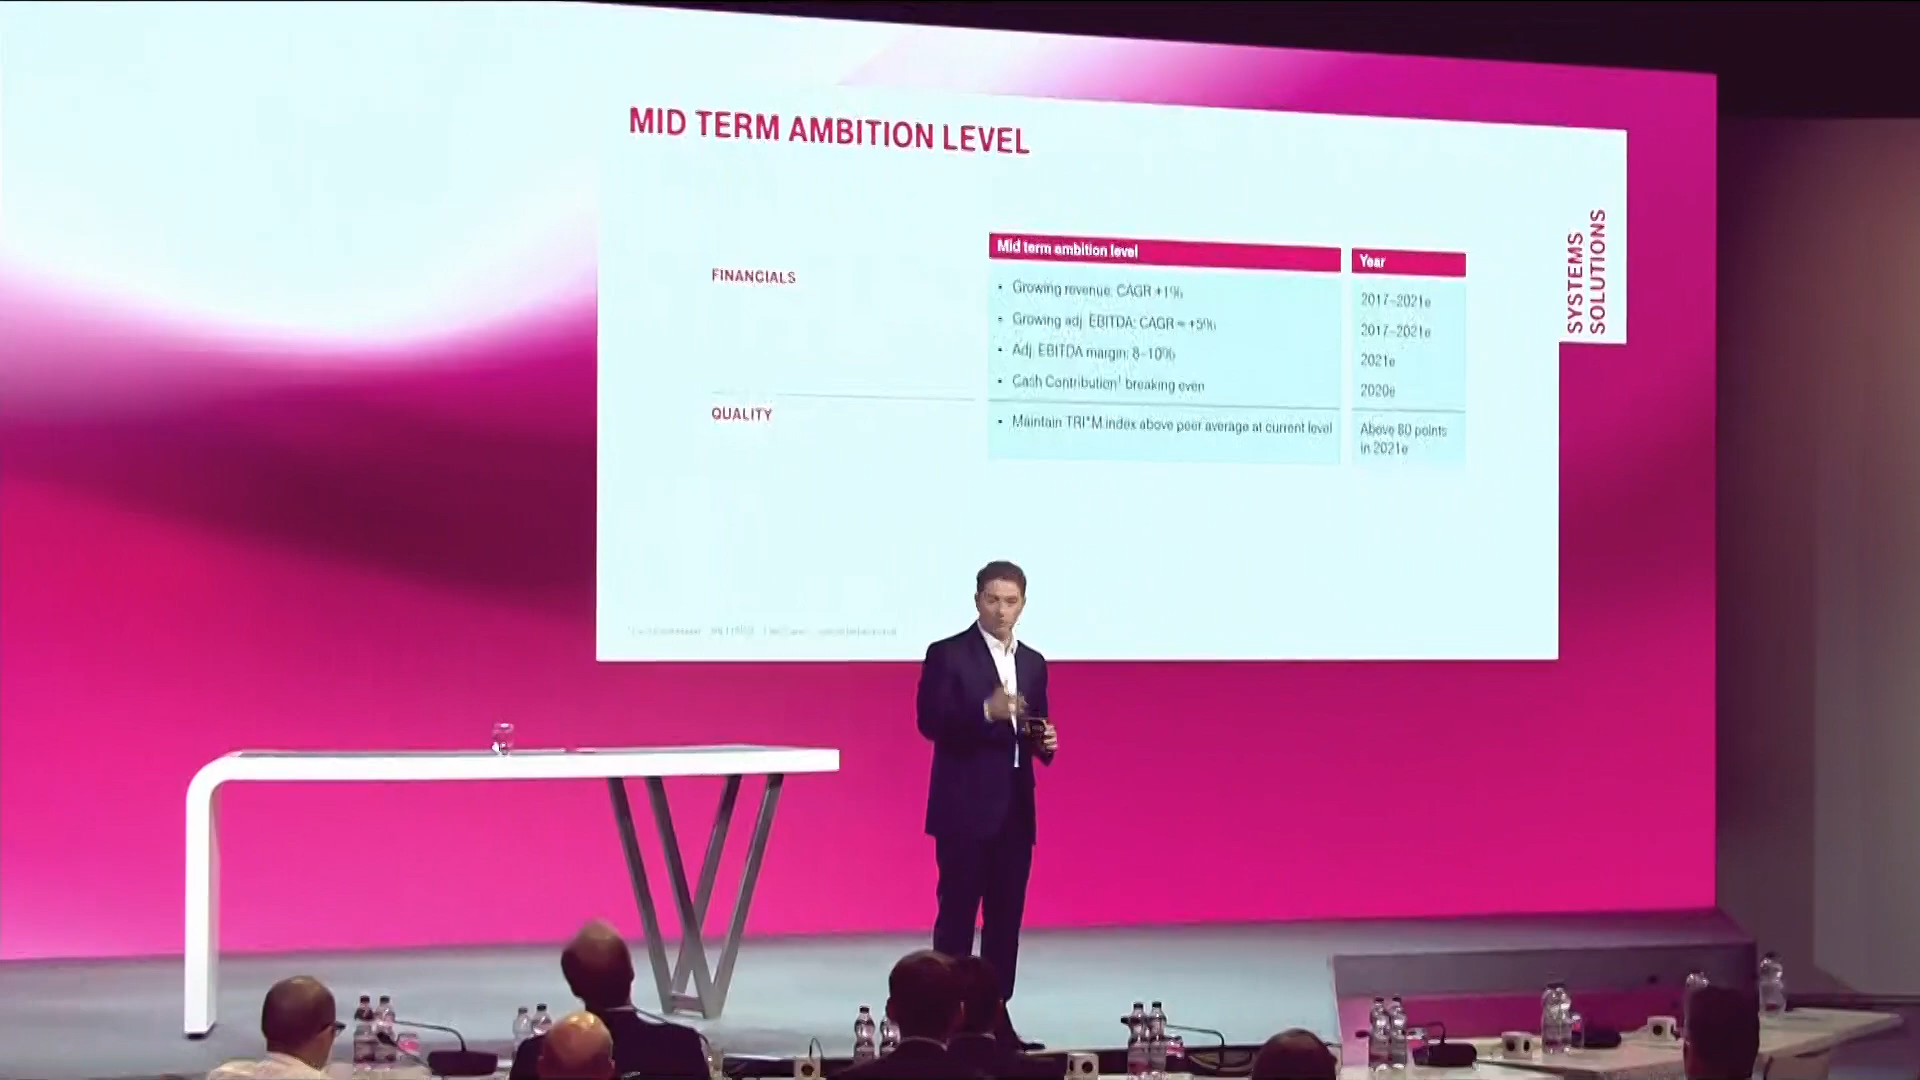 MID TERM AMBITION LEVEL
SYSTEMS
SOLUTIONS
Mid term ambition level
Year
FINANCIALS
• Growing revenue: CAGR +1%
2017–2021e
• Growing adj. EBITDA: CAGR ≈ +5%
2017–2021e
• Adj. EBITDA margin: 8–10%
2021e
• Cash Contribution¹ breaking even
2020e
QUALITY
• Maintain TRI*M index above peer average at current level
Above 80 points
in 2021e